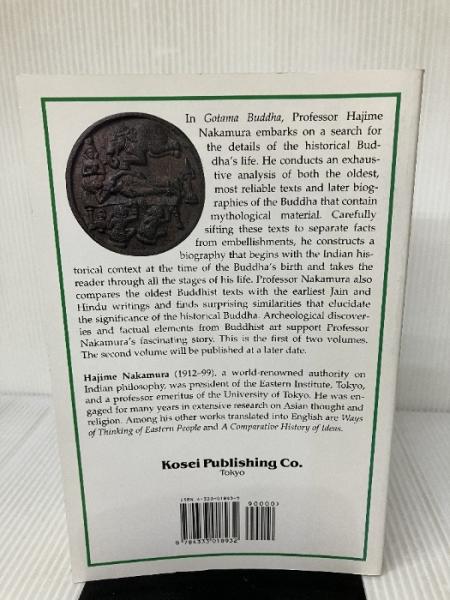 In Gotama Buddha, Professor Hajime
Nakamura embarks on a search for
the details of the historical Bud-
dha's life. He conducts an exhaus-
tive analysis of both the oldest,
most reliable texts and later biog-
raphies of the Buddha that contain
mythological material. Carefully
sifting these texts to separate facts
from embellishments, he constructs a
biography that begins with the Indian his-
torical context at the time of the Buddha's birth and takes the
reader through all the stages of his life. Professor Nakamura also
compares the oldest Buddhist texts with the earliest Jain and
Hindu writings and finds surprising similarities that elucidate
the significance of the historical Buddha. Archeological discover-
ies and factual elements from Buddhist art support Professor
Nakamura's fascinating story. This is the first of two volumes.
The second volume will be published at a later date.
Hajime Nakamura (1912–99), a world-renowned authority on
Indian philosophy, was president of the Eastern Institute, Tokyo,
and a professor emeritus of the University of Tokyo. He was en-
gaged for many years in extensive research on Asian thought and
religion. Among his other works translated into English are Ways
of Thinking of Eastern People and A Comparative History of Ideas.
Kosei Publishing Co.
Tokyo
ISBN 4-333-01893-5
90000>
9 784333 018932